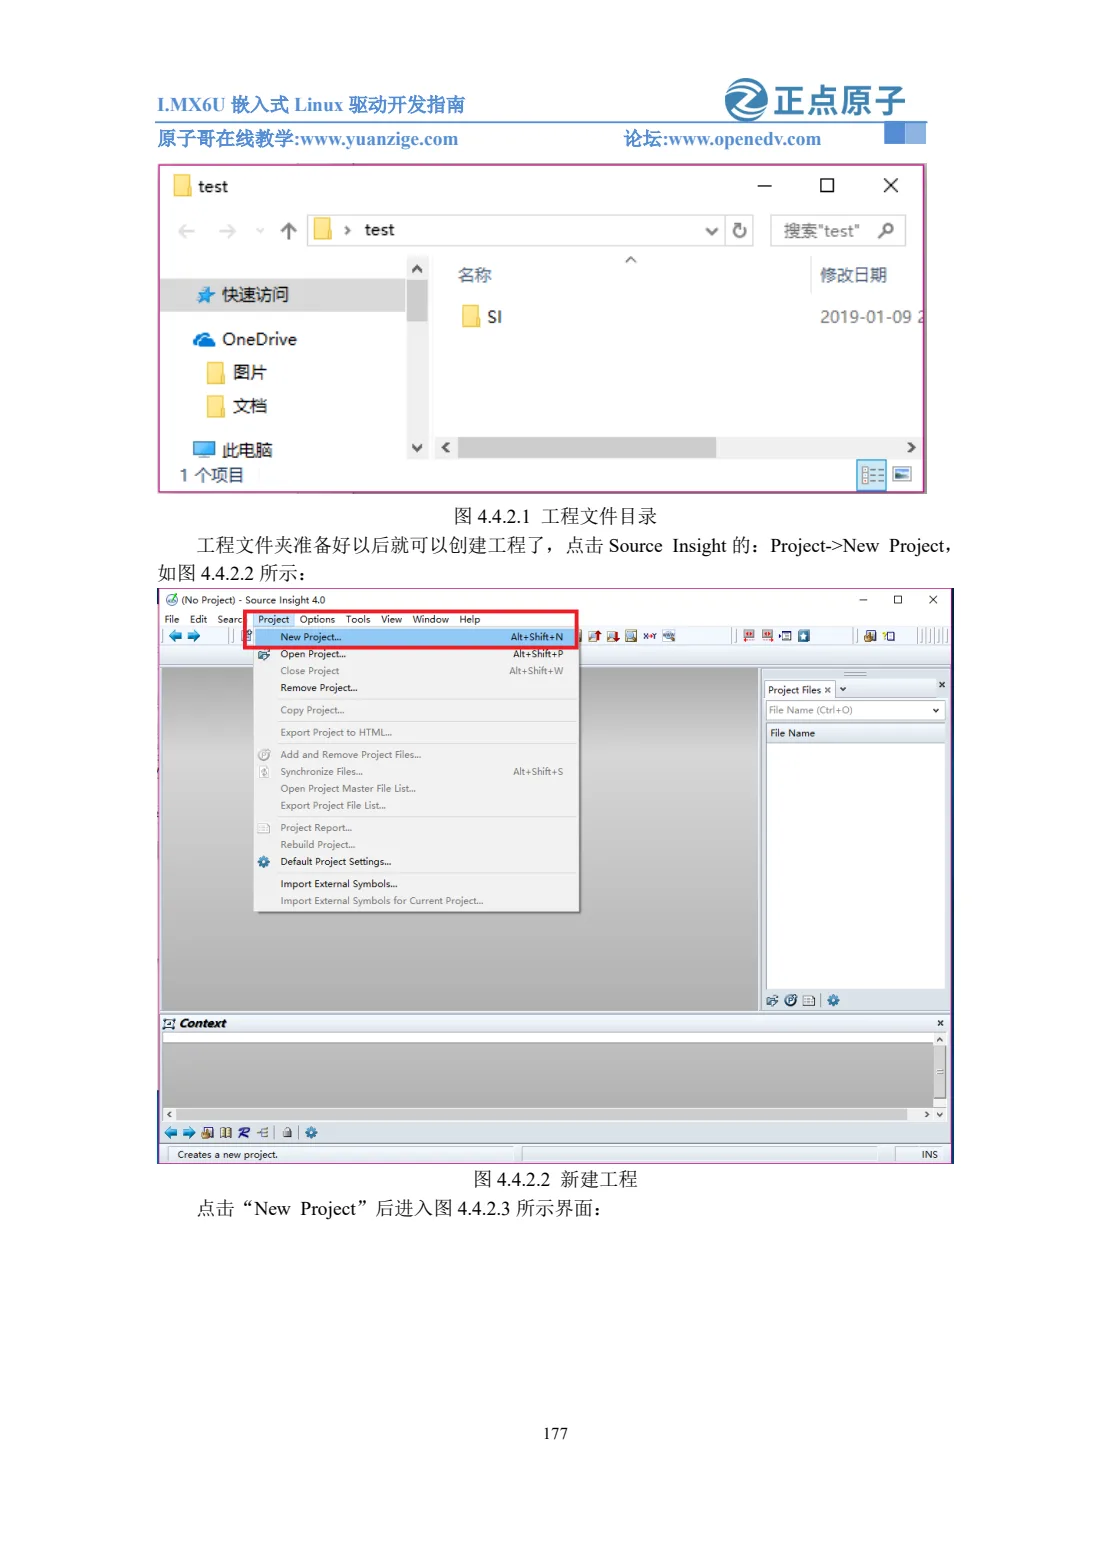 I.MX6U 嵌入式 Linux 驱动开发指南
正点原子
原子哥在线教学:www.yuanzige.com 论坛:www.openedv.com
test
test
搜索"test"
名称 修改日期
快速访问
SI 2019-01-09 2
OneDrive
图片
文档
此电脑
1 个项目
图 4.4.2.1 工程文件目录
工程文件夹准备好以后就可以创建工程了，点击 Source Insight 的：Project->New Project，
如图 4.4.2.2 所示：
(No Project) - Source Insight 4.0
File Edit Searc Project Options Tools View Window Help
New Project... Alt+Shift+N
Open Project... Alt+Shift+P
Close Project Alt+Shift+W
Remove Project...
Copy Project...
Export Project to HTML...
Add and Remove Project Files...
Synchronize Files... Alt+Shift+S
Open Project Master File List...
Export Project File List...
Project Report...
Rebuild Project...
Default Project Settings...
Import External Symbols...
Import External Symbols for Current Project...
Project Files
File Name (Ctrl+O)
File Name
Context
Creates a new project. INS
图 4.4.2.2 新建工程
点击“New Project”后进入图 4.4.2.3 所示界面：
177